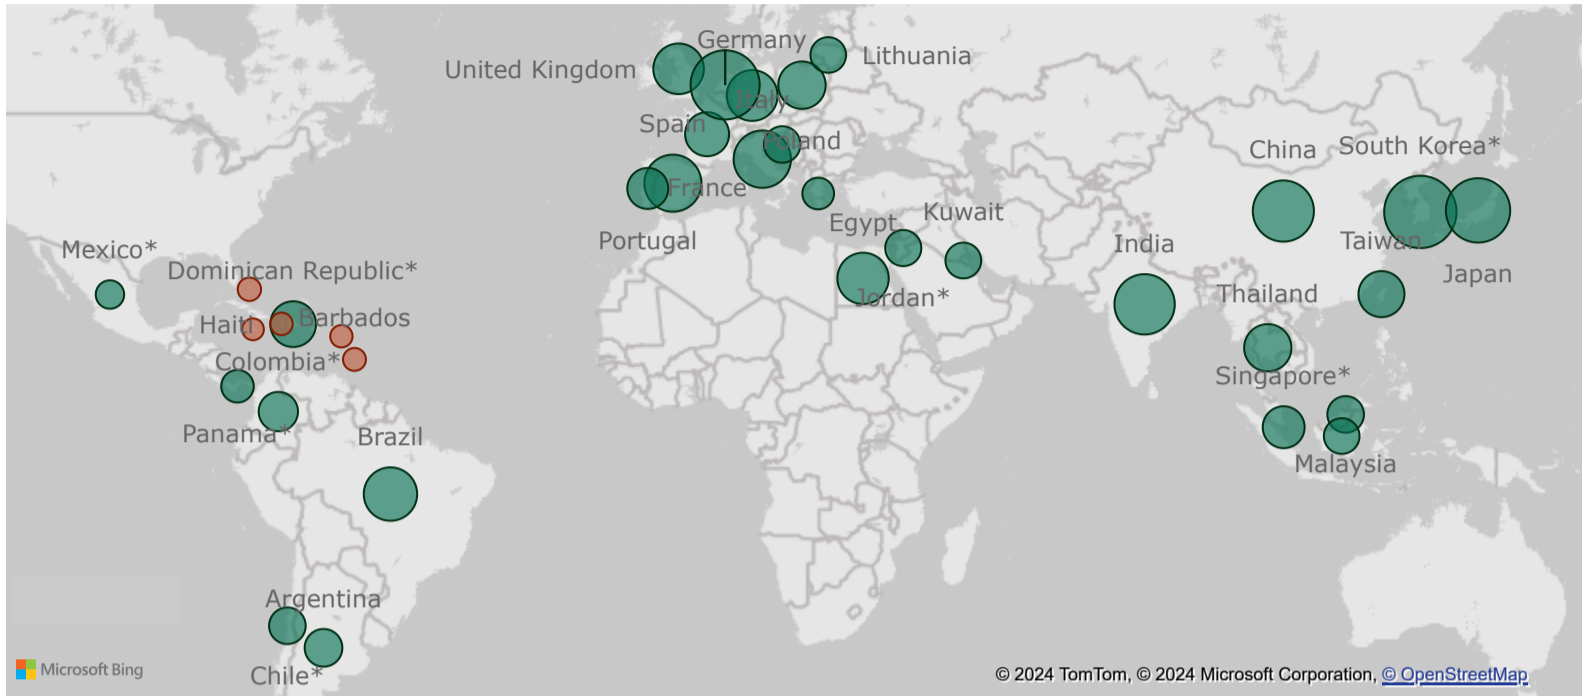 Germany
United Kingdom
Lithuania
Italy
Spain
Poland
China
South Korea*
France
Egypt
Kuwait
Mexico*
Portugal
India
Taiwan
Dominican Republic*
Japan
Jordan*
Thailand
Haiti
Barbados
Colombia*
Singapore*
Panama*
Brazil
Malaysia
Argentina
Chile*
Microsoft Bing
© 2024 TomTom, © 2024 Microsoft Corporation, © OpenStreetMap